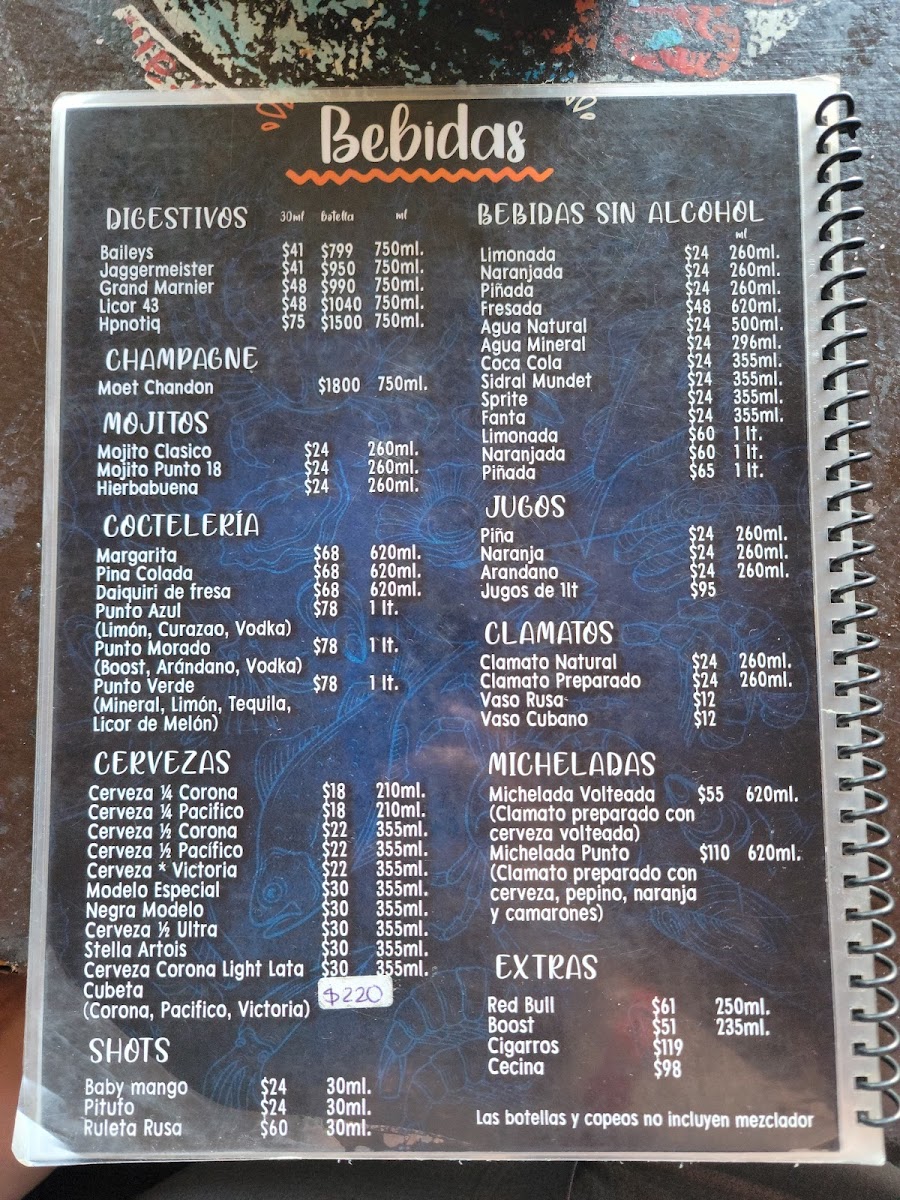 Bebidas
DIGESTIVOS 30ml Botella ml
Baileys $41 $799 750ml.
Jaggermeister $41 $950 750ml.
Grand Marnier $48 $990 750ml.
Licor 43 $48 $1040 750ml.
Hpnotiq $75 $1500 750ml.
CHAMPAGNE
Moet Chandon $1800 750ml.
MOJITOS
Mojito Clasico $24 260ml.
Mojito Punto 18 $24 260ml.
Hierbabuena $24 260ml.
COCTELERÍA
Margarita $68 620ml.
Pina Colada $68 620ml.
Daiquiri de fresa $68 620ml.
Punto Azul $78 1 lt.
(Limón, Curazao, Vodka)
Punto Morado $78 1 lt.
(Boost, Arándano, Vodka)
Punto Verde $78 1 lt.
(Mineral, Limón, Tequila,
Licor de Melón)
CERVEZAS
Cerveza ¼ Corona $18 210ml.
Cerveza ¼ Pacifico $18 210ml.
Cerveza ½ Corona $22 355ml.
Cerveza ½ Pacífico $22 355ml.
Cerveza * Victoria $22 355ml.
Modelo Especial $30 355ml.
Negra Modelo $30 355ml.
Cerveza ½ Ultra $30 355ml.
Stella Artois $30 355ml.
Cerveza Corona Light Lata $30 355ml.
Cubeta $220
(Corona, Pacifico, Victoria)
SHOTS
Baby mango $24 30ml.
Pitufo $24 30ml.
Ruleta Rusa $60 30ml.
BEBIDAS SIN ALCOHOL
ml
Limonada $24 260ml.
Naranjada $24 260ml.
Piñada $24 260ml.
Fresada $48 620ml.
Agua Natural $24 500ml.
Agua Mineral $24 296ml.
Coca Cola $24 355ml.
Sidral Mundet $24 355ml.
Sprite $24 355ml.
Fanta $24 355ml.
Limonada $60 1 lt.
Naranjada $60 1 lt.
Piñada $65 1 lt.
JUGOS
Piña $24 260ml.
Naranja $24 260ml.
Arandano $24 260ml.
Jugos de 1lt $95
CLAMATOS
Clamato Natural $24 260ml.
Clamato Preparado $24 260ml.
Vaso Rusa $12
Vaso Cubano $12
MICHELADAS
Michelada Volteada $55 620ml.
(Clamato preparado con
cerveza volteada)
Michelada Punto $110 620ml.
(Clamato preparado con
cerveza, pepino, naranja
y camarones)
EXTRAS
Red Bull $61 250ml.
Boost $51 235ml.
Cigarros $119
Cecina $98
Las botellas y copeos no incluyen mezclador